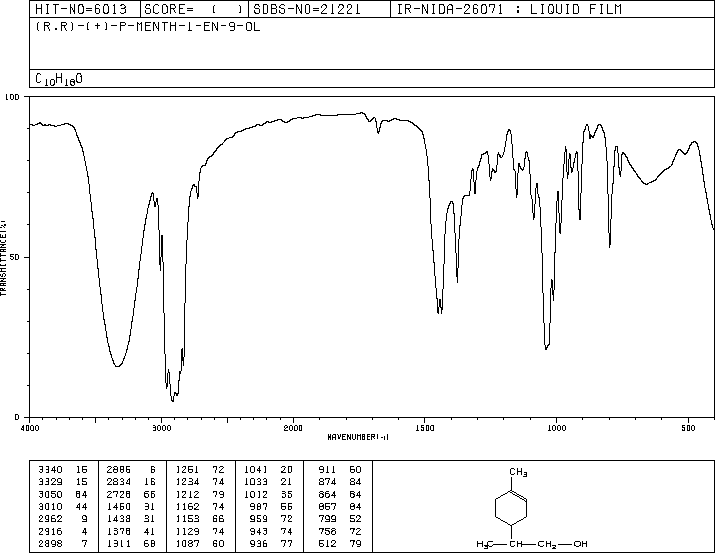 HIT-NO=6013 SCORE= ( ) SDBS-NO=21221 IR-NIDA-26071 : LIQUID FILM
(R.R)-(+)-P-MENTH-1-EN-9-OL
C10H18O
100
50
0
TRANSMITTANCE(%)
4000 3000 2000 1500 1000 500
WAVENUMBER(-1)
3340 16 2886 6 1251 72 1041 20 911 60
3329 15 2834 16 1234 74 1033 21 874 84
3050 64 2728 66 1212 79 1012 35 864 84
3010 44 1450 31 1162 74 987 55 857 84
2962 9 1438 31 1153 66 959 72 799 52
2916 4 1378 41 1129 74 943 74 758 72
2898 7 1311 68 1087 60 936 77 512 79
CH3
H3C—CH—CH2—OH